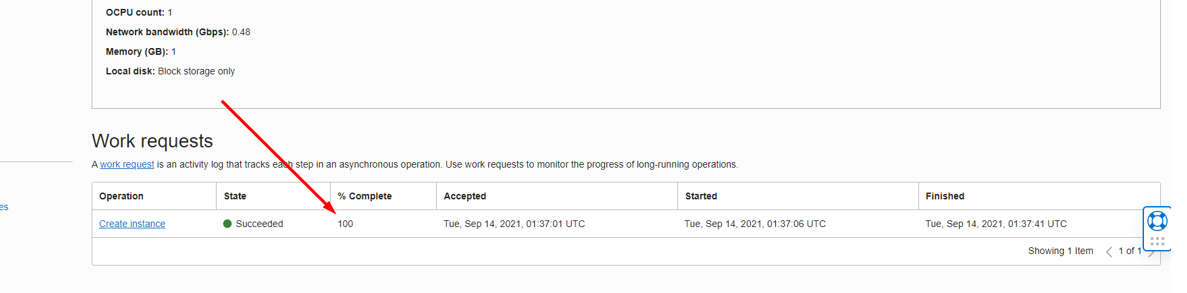 OCPU count: 1
Network bandwidth (Gbps): 0.48
Memory (GB): 1
Local disk: Block storage only
Work requests
A work request is an activity log that tracks each step in an asynchronous operation. Use work requests to monitor the progress of long-running operations.
Operation State % Complete Accepted Started Finished
es
Create instance Succeeded 100 Tue, Sep 14, 2021, 01:37:01 UTC Tue, Sep 14, 2021, 01:37:06 UTC Tue, Sep 14, 2021, 01:37:41 UTC
Showing 1 Item 1 of 1